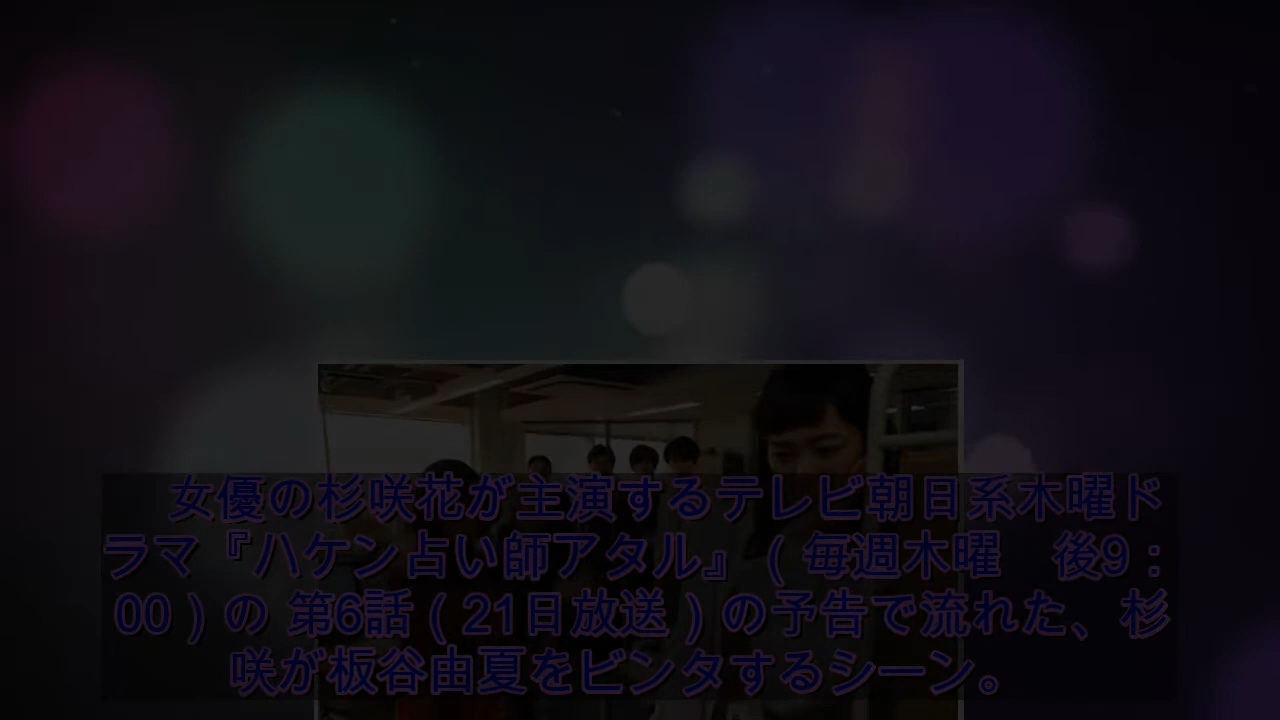 女優の杉咲花が主演するテレビ朝日系木曜ド
ラマ『ハケン占い師アタル』（毎週木曜　後9：
00）の 第6話（21日放送）の予告で流れた、杉
咲が板谷由夏をビンタするシーン。